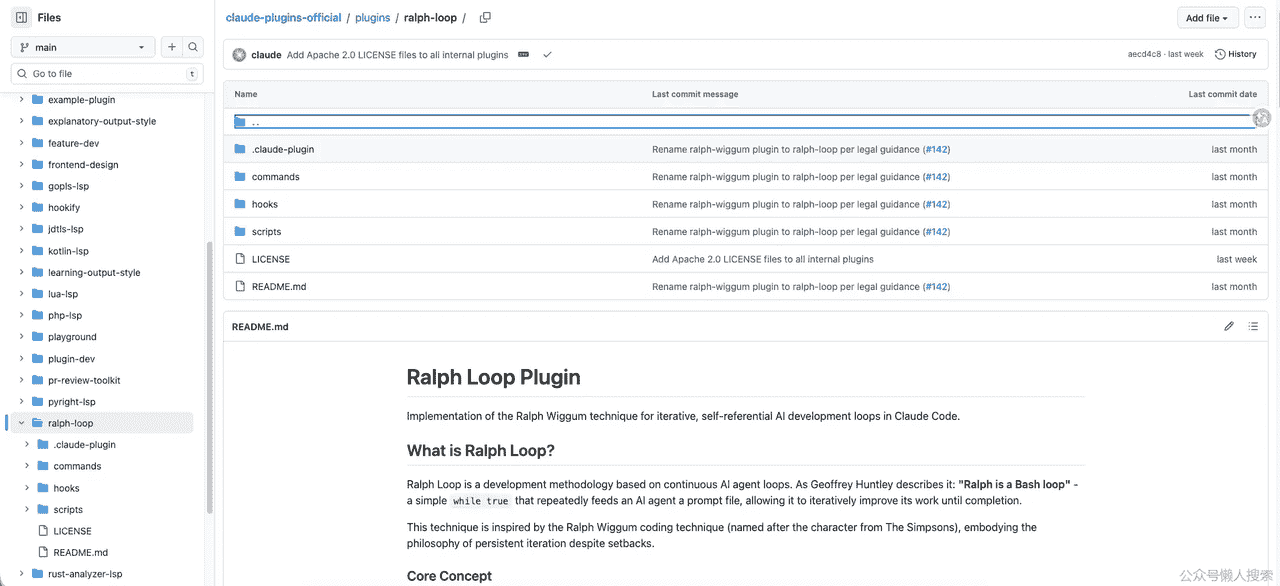 Files
main
Go to file
t
example-plugin
explanatory-output-style
feature-dev
frontend-design
gopls-lsp
hookify
jdtls-lsp
kotlin-lsp
learning-output-style
lua-lsp
php-lsp
playground
plugin-dev
pr-review-toolkit
pyright-lsp
ralph-loop
.claude-plugin
commands
hooks
scripts
LICENSE
README.md
rust-analyzer-lsp
claude-plugins-official / plugins / ralph-loop /
Add file
claude Add Apache 2.0 LICENSE files to all internal plugins
aecd4c8 · last week History
Name Last commit message Last commit date
..
.claude-plugin Rename ralph-wiggum plugin to ralph-loop per legal guidance (#142) last month
commands Rename ralph-wiggum plugin to ralph-loop per legal guidance (#142) last month
hooks Rename ralph-wiggum plugin to ralph-loop per legal guidance (#142) last month
scripts Rename ralph-wiggum plugin to ralph-loop per legal guidance (#142) last month
LICENSE Add Apache 2.0 LICENSE files to all internal plugins last week
README.md Rename ralph-wiggum plugin to ralph-loop per legal guidance (#142) last month
README.md
Ralph Loop Plugin
Implementation of the Ralph Wiggum technique for iterative, self-referential AI development loops in Claude Code.
What is Ralph Loop?
Ralph Loop is a development methodology based on continuous AI agent loops. As Geoffrey Huntley describes it: "Ralph is a Bash loop" -
a simple while true that repeatedly feeds an AI agent a prompt file, allowing it to iteratively improve its work until completion.
This technique is inspired by the Ralph Wiggum coding technique (named after the character from The Simpsons), embodying the
philosophy of persistent iteration despite setbacks.
Core Concept
公众号懒人搜索